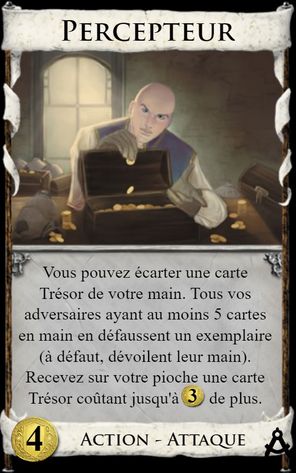 PERCEPTEUR
Vous pouvez écarter une carte
Trésor de votre main. Tous vos
adversaires ayant au moins 5 cartes
en main en défaussent un exemplaire
(à défaut, dévoilent leur main).
Recevez sur votre pioche une carte
Trésor coûtant jusqu'à 3 de plus.
4 ACTION - ATTAQUE